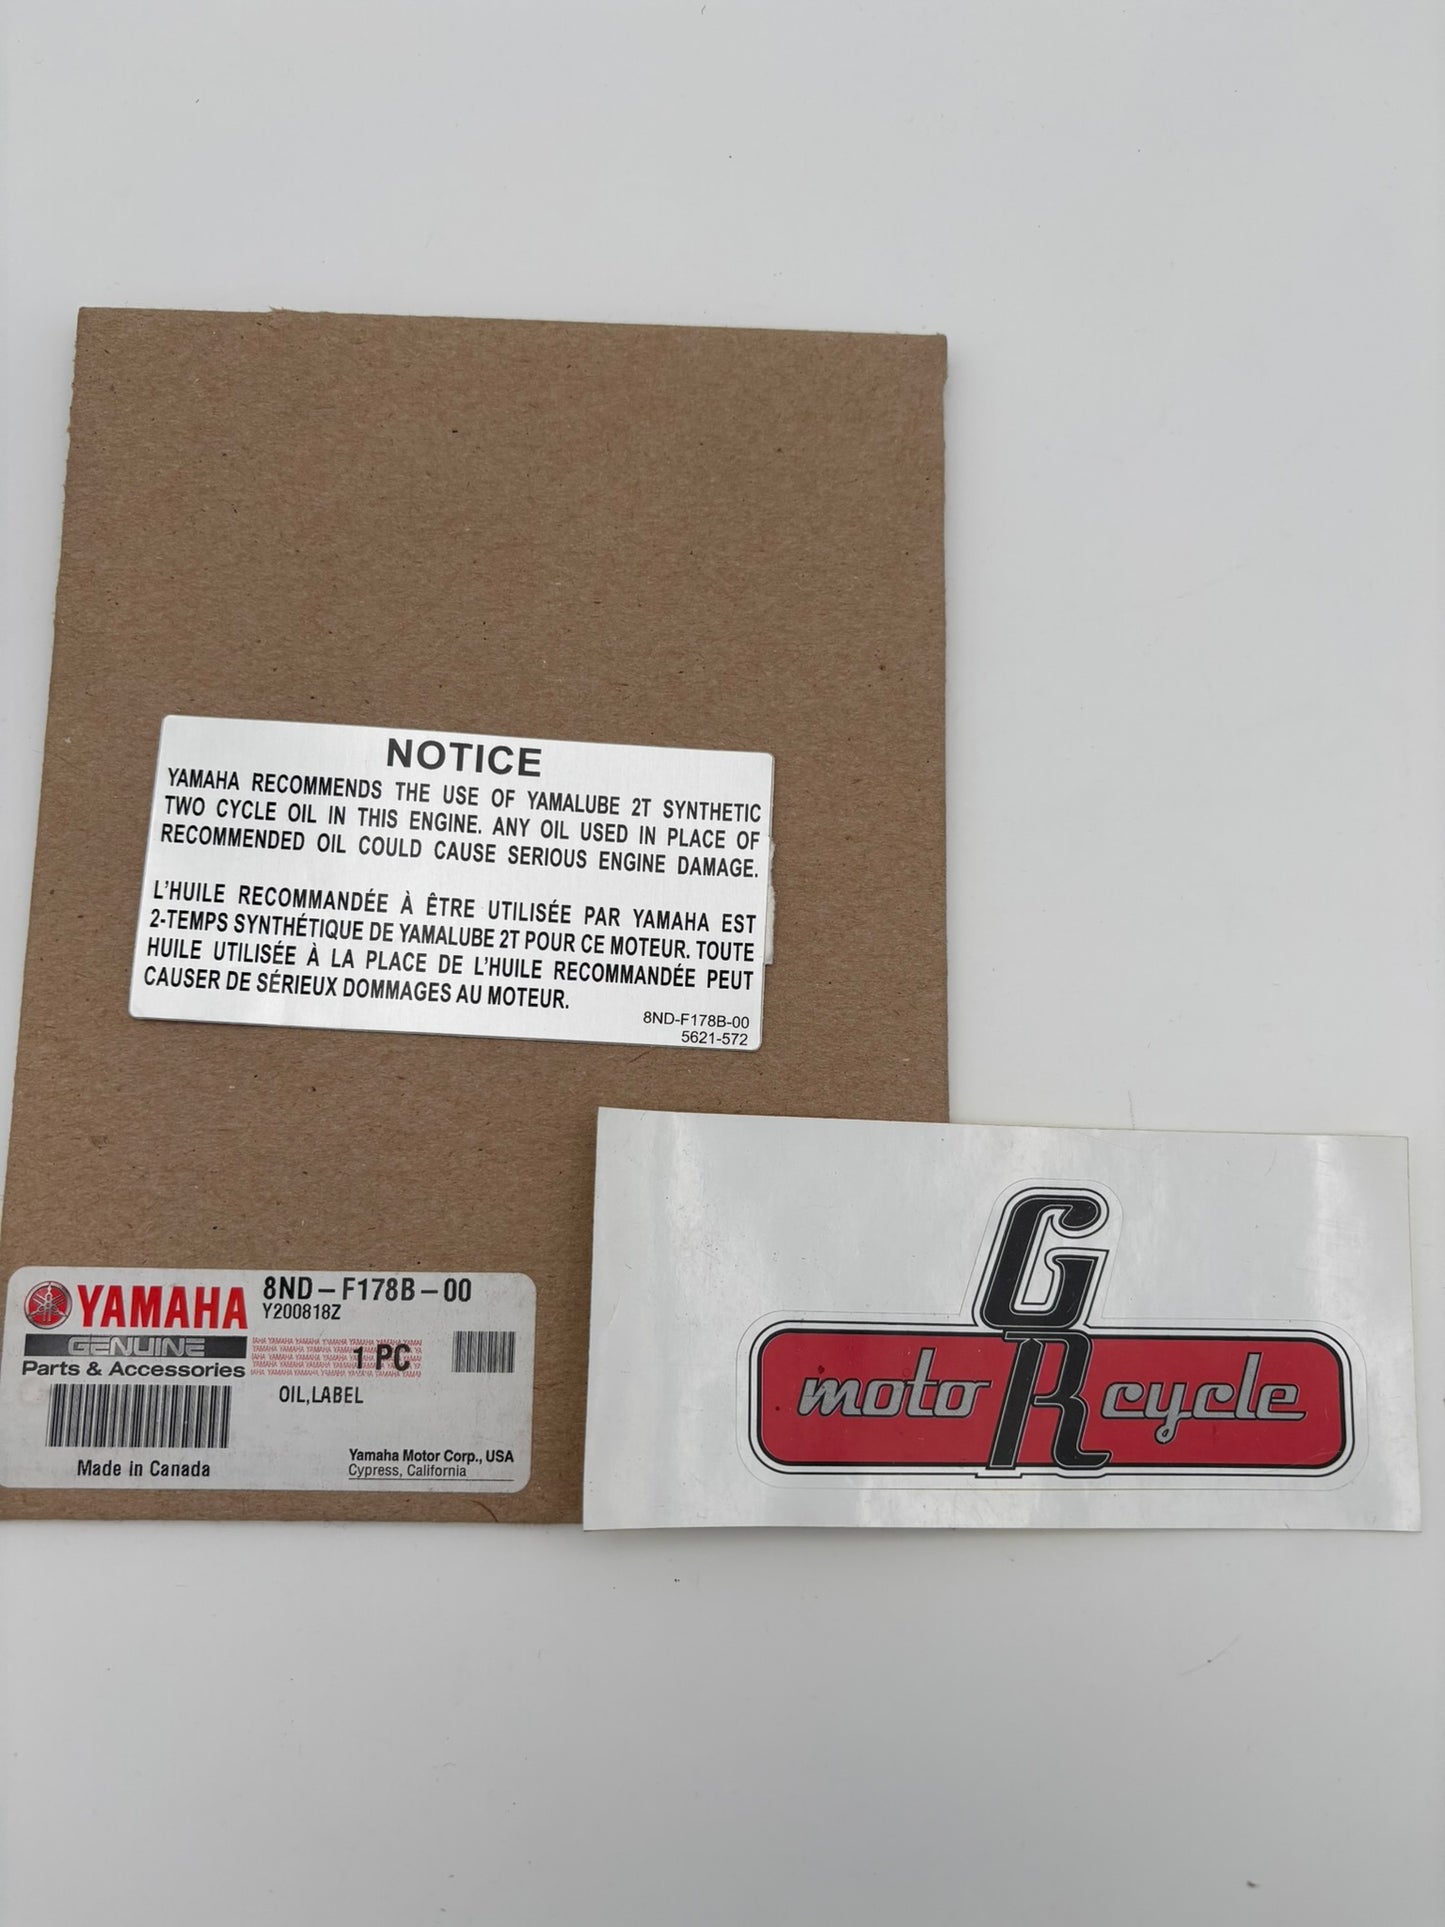 NOTICE
YAMAHA RECOMMENDS THE USE OF YAMALUBE 2T SYNTHETIC
TWO CYCLE OIL IN THIS ENGINE. ANY OIL USED IN PLACE OF
RECOMMENDED OIL COULD CAUSE SERIOUS ENGINE DAMAGE.
L'HUILE RECOMMANDÉE À ÊTRE UTILISÉE PAR YAMAHA EST
2-TEMPS SYNTHÉTIQUE DE YAMALUBE 2T POUR CE MOTEUR. TOUTE
HUILE UTILISÉE À LA PLACE DE L'HUILE RECOMMANDÉE PEUT
CAUSER DE SÉRIEUX DOMMAGES AU MOTEUR.
8ND-F178B-00
5621-572
YAMAHA
GENUINE
Parts & Accessories
8ND-F178B-00
Y200818Z
1 PC
OIL,LABEL
Made in Canada
Yamaha Motor Corp., USA
Cypress, California
GR
moto cycle